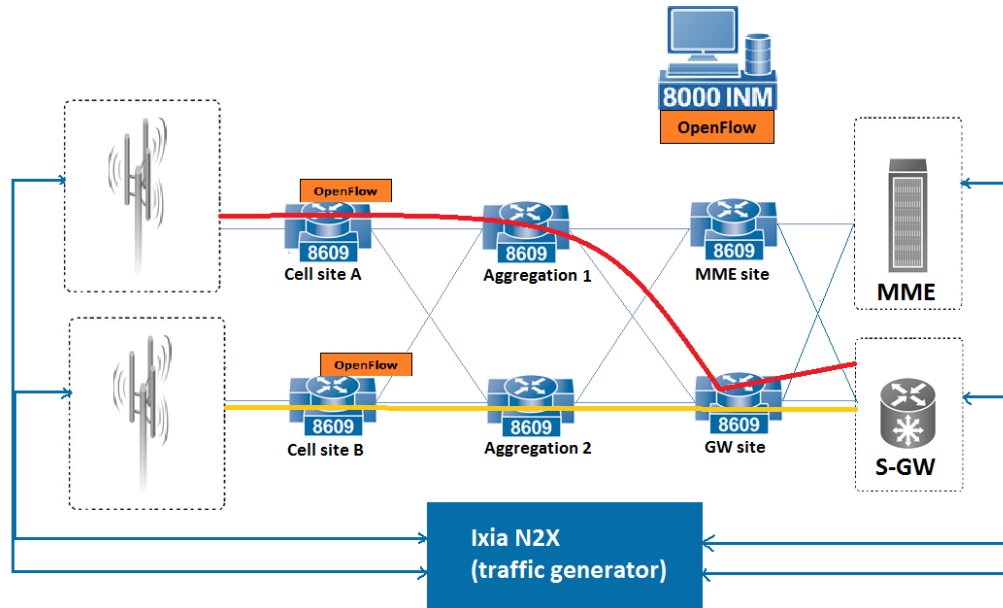 8000 INM
OpenFlow
OpenFlow
8609
Cell site A
8609
Aggregation 1
8609
MME site
MME
OpenFlow
8609
Cell site B
8609
Aggregation 2
8609
GW site
S-GW
Ixia N2X
(traffic generator)